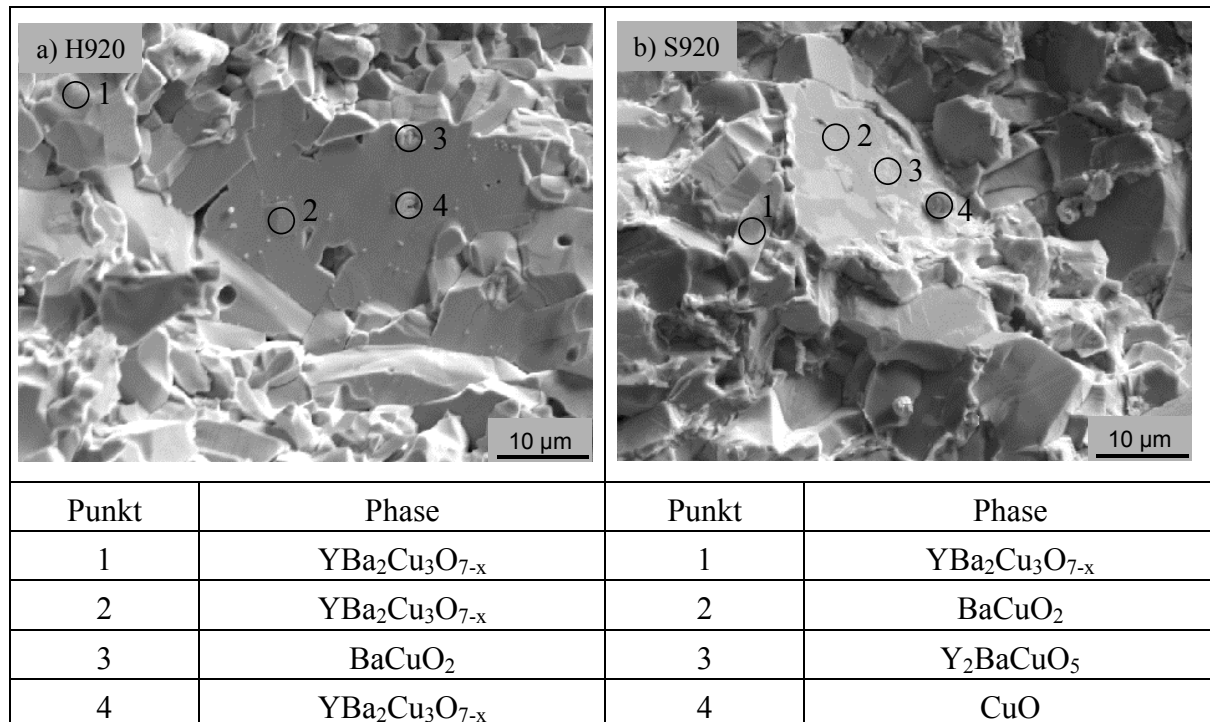 a) H920
1
2
3
4
10 µm
b) S920
1
2
3
4
10 µm
Punkt Phase Punkt Phase
1 YBa₂Cu₃O₇₋ₓ 1 YBa₂Cu₃O₇₋ₓ
2 YBa₂Cu₃O₇₋ₓ 2 BaCuO₂
3 BaCuO₂ 3 Y₂BaCuO₅
4 YBa₂Cu₃O₇₋ₓ 4 CuO